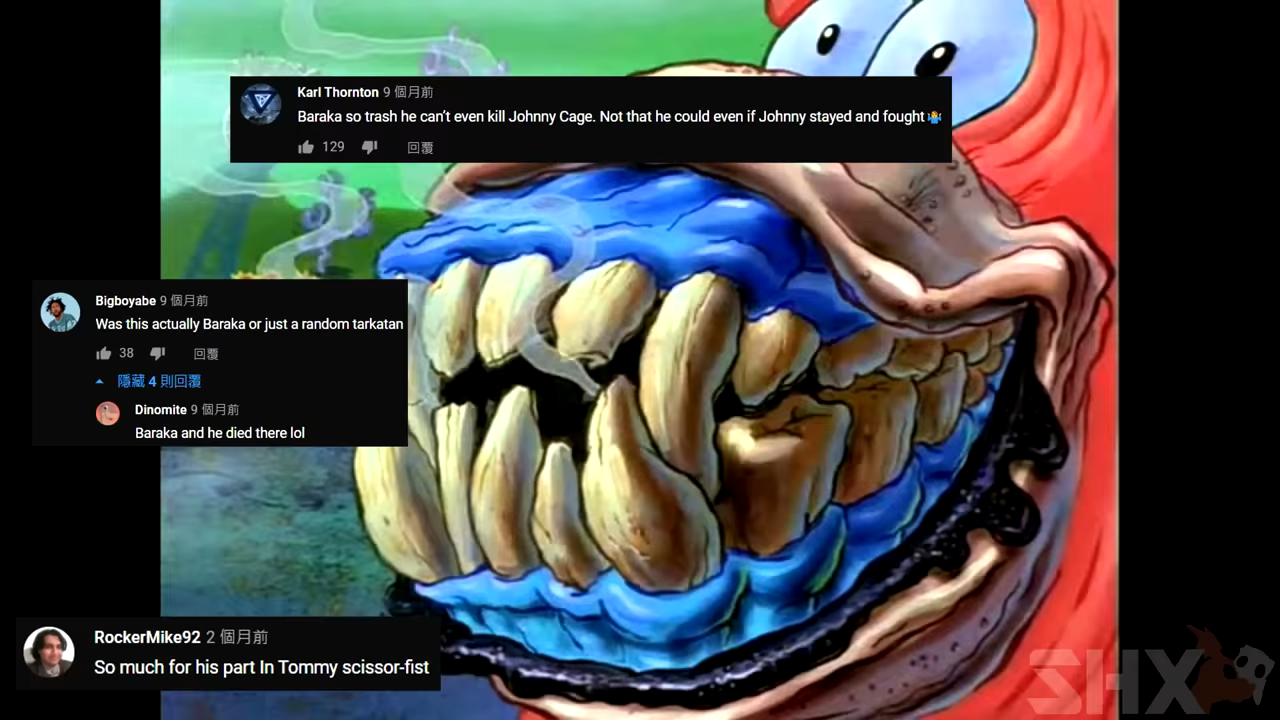 Karl Thornton 9 個月前
Baraka so trash he can't even kill Johnny Cage. Not that he could even if Johnny stayed and fought🤷
129 回覆
Bigboyabe 9 個月前
Was this actually Baraka or just a random tarkatan
38 回覆
隱藏 4 則回覆
Dinomite 9 個月前
Baraka and he died there lol
RockerMike92 2 個月前
So much for his part In Tommy scissor-fist
SHX